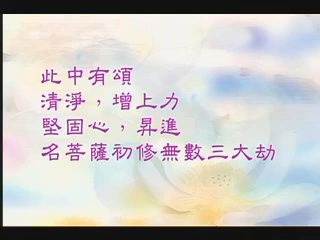 此中有頌
清淨，增上力
堅固心，昇進
名菩薩初修無數三大劫